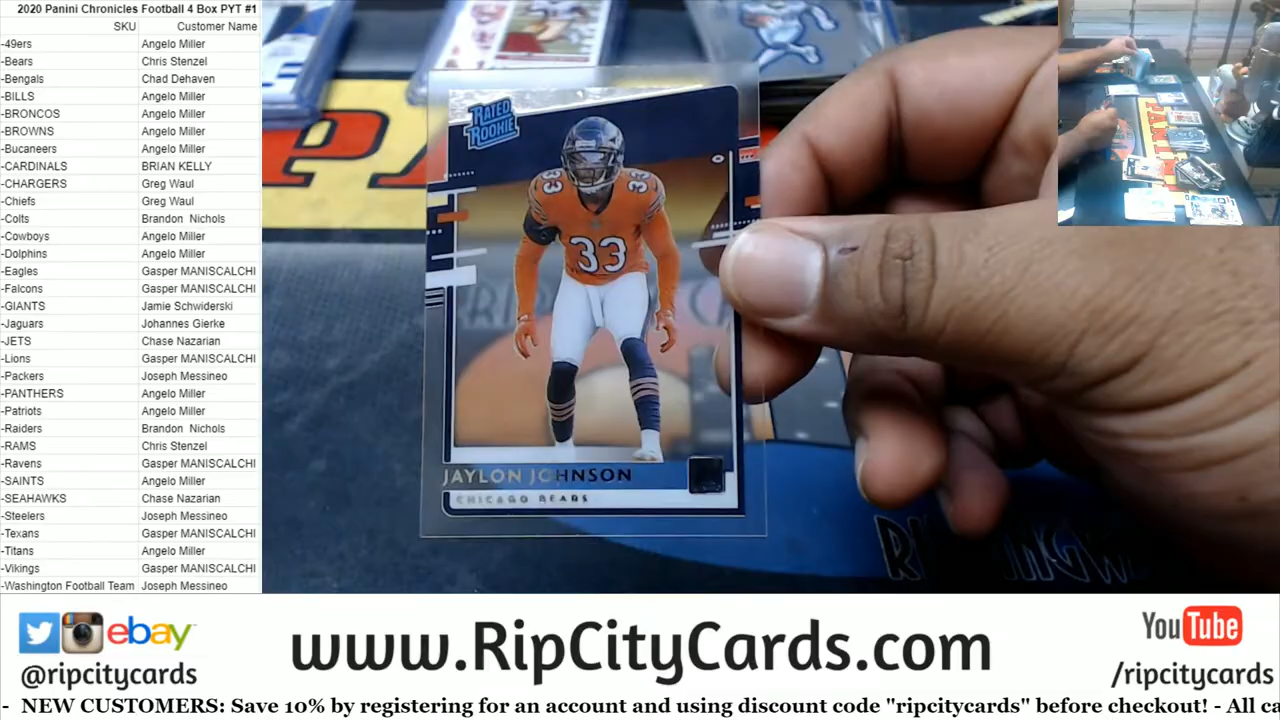 2020 Panini Chronicles Football 4 Box PYT #1
SKU Customer Name
-49ers Angelo Miller
-Bears Chris Stenzel
-Bengals Chad Dehaven
-BILLS Angelo Miller
-BRONCOS Angelo Miller
-BROWNS Angelo Miller
-Bucaneers Angelo Miller
-CARDINALS BRIAN KELLY
-CHARGERS Greg Waul
-Chiefs Greg Waul
-Colts Brandon Nichols
-Cowboys Angelo Miller
-Dolphins Angelo Miller
-Eagles Gasper MANISCALCHI
-Falcons Gasper MANISCALCHI
-GIANTS Jamie Schwiderski
-Jaguars Johannes Gierke
-JETS Chase Nazarian
-Lions Gasper MANISCALCHI
-Packers Joseph Messineo
-PANTHERS Angelo Miller
-Patriots Angelo Miller
-Raiders Brandon Nichols
-RAMS Chris Stenzel
-Ravens Gasper MANISCALCHI
-SAINTS Angelo Miller
-SEAHAWKS Chase Nazarian
-Steelers Joseph Messineo
-Texans Gasper MANISCALCHI
-Titans Angelo Miller
-Vikings Gasper MANISCALCHI
-Washington Football Team Joseph Messineo
RATED
ROOKIE
33
33
33
JAYLON JOHNSON
CHICAGO BEARS
PANINI
ebay
@ripcitycards
www.RipCityCards.com
YouTube
/ripcitycards
- NEW CUSTOMERS: Save 10% by registering for an account and using discount code "ripcitycards" before checkout! - All ca